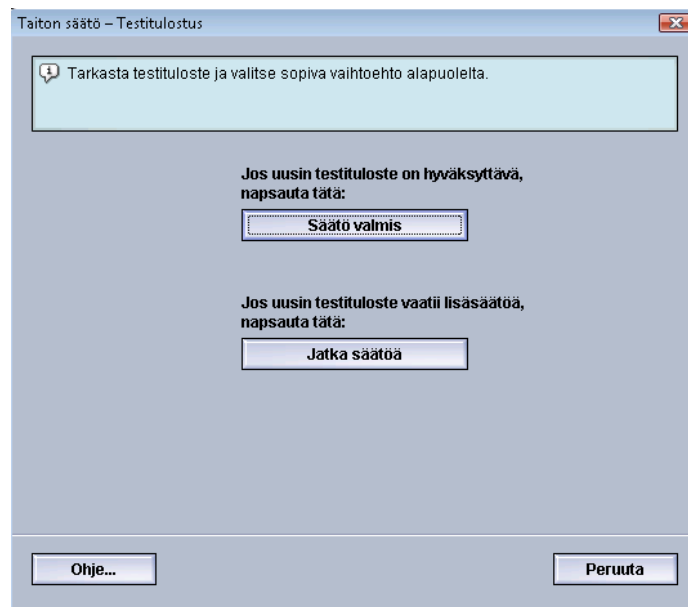 Taiton säätö – Testitulostus
Tarkasta testituloste ja valitse sopiva vaihtoehto alapuolelta.
Jos uusin testituloste on hyväksyttävä,
napsauta tätä:
Säätö valmis
Jos uusin testituloste vaatii lisäsäätöä,
napsauta tätä:
Jatka säätöä
Ohje...
Peruuta